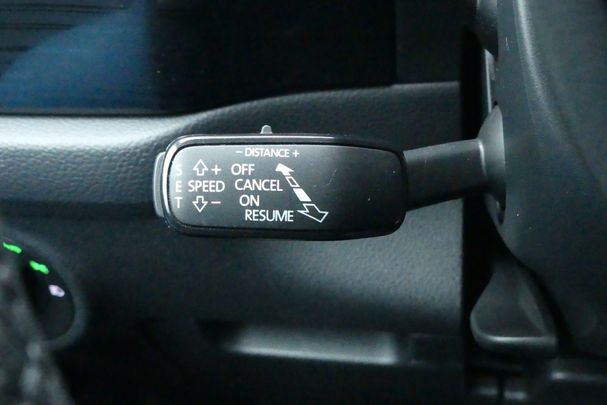 − DISTANCE +
S + OFF
E SPEED CANCEL
T − ON
RESUME